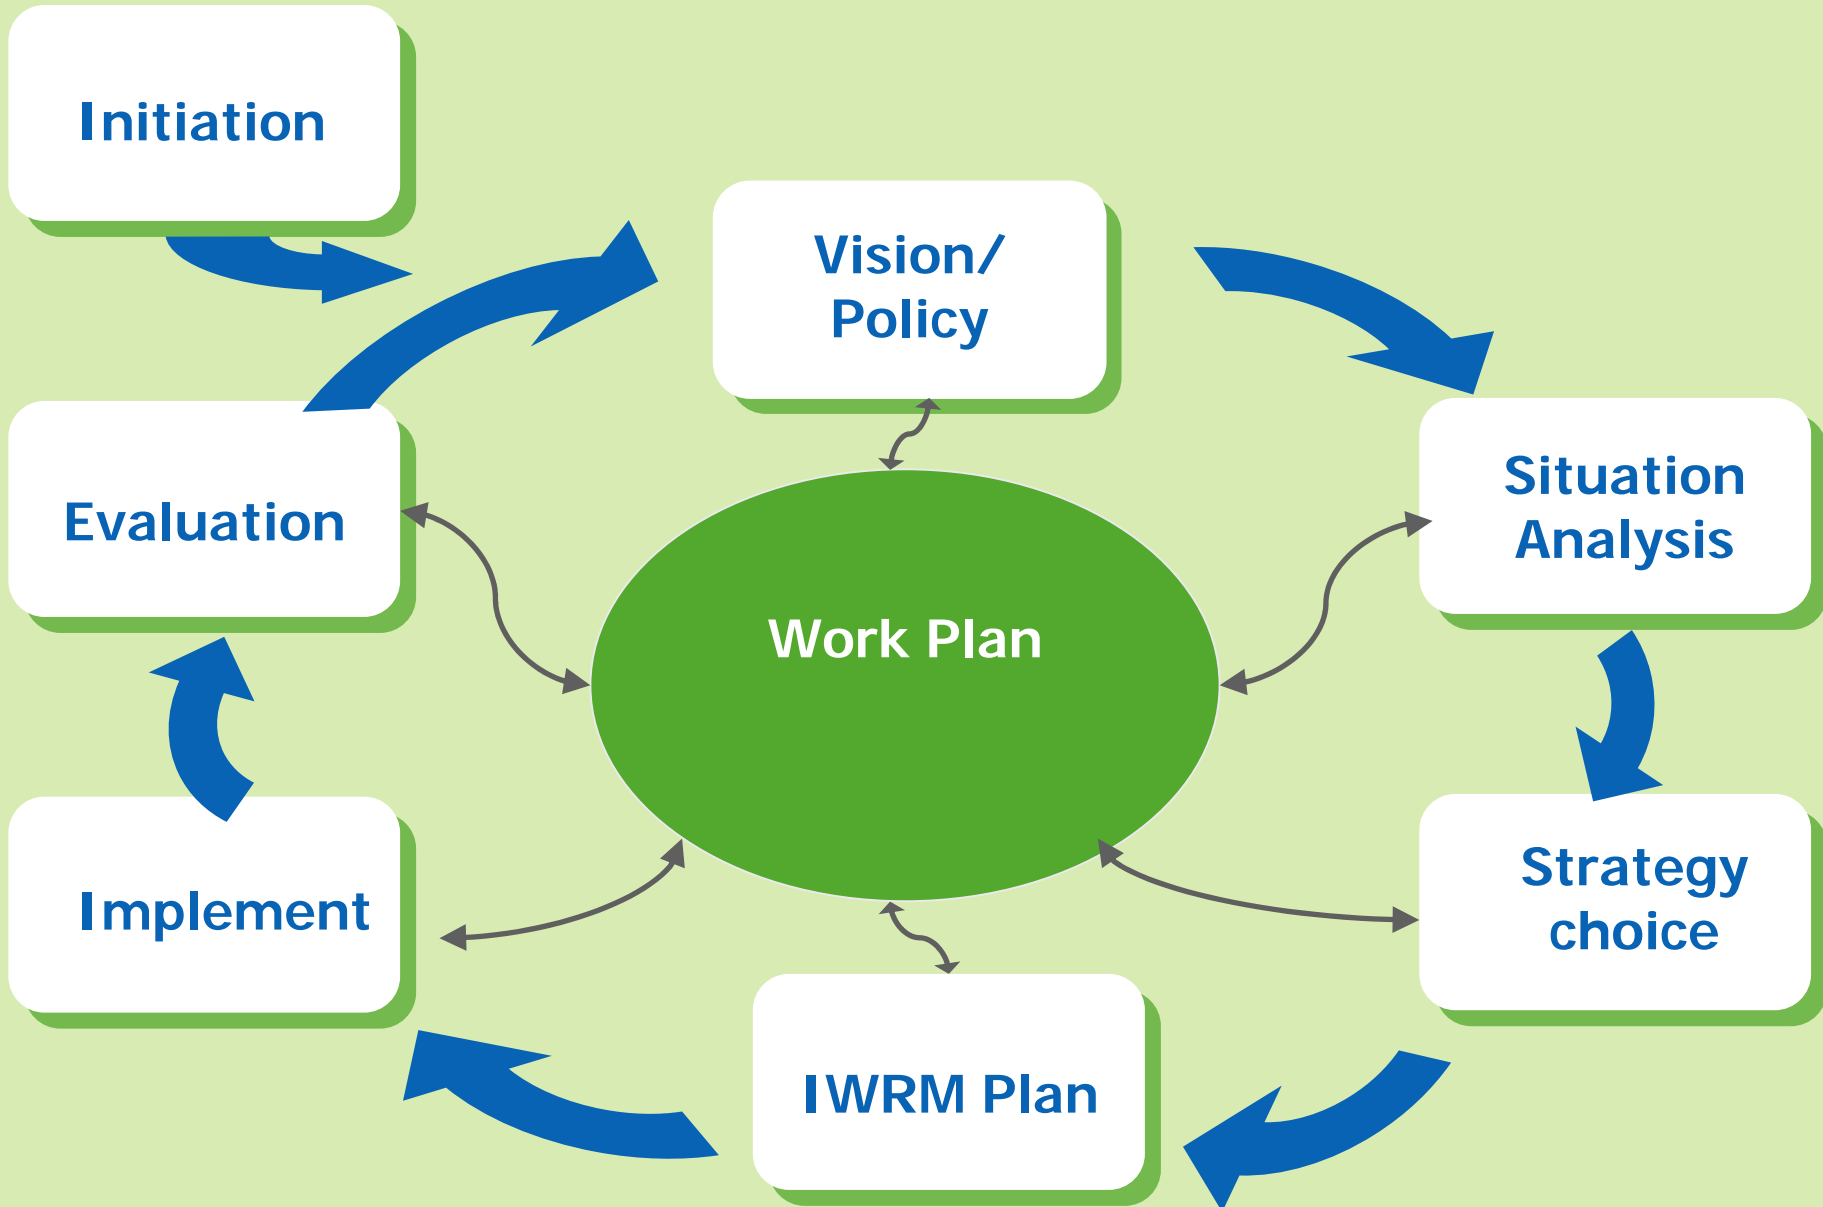 Initiation
Vision/
Policy
Situation
Analysis
Evaluation
Work Plan
Strategy
choice
Implement
IWRM Plan